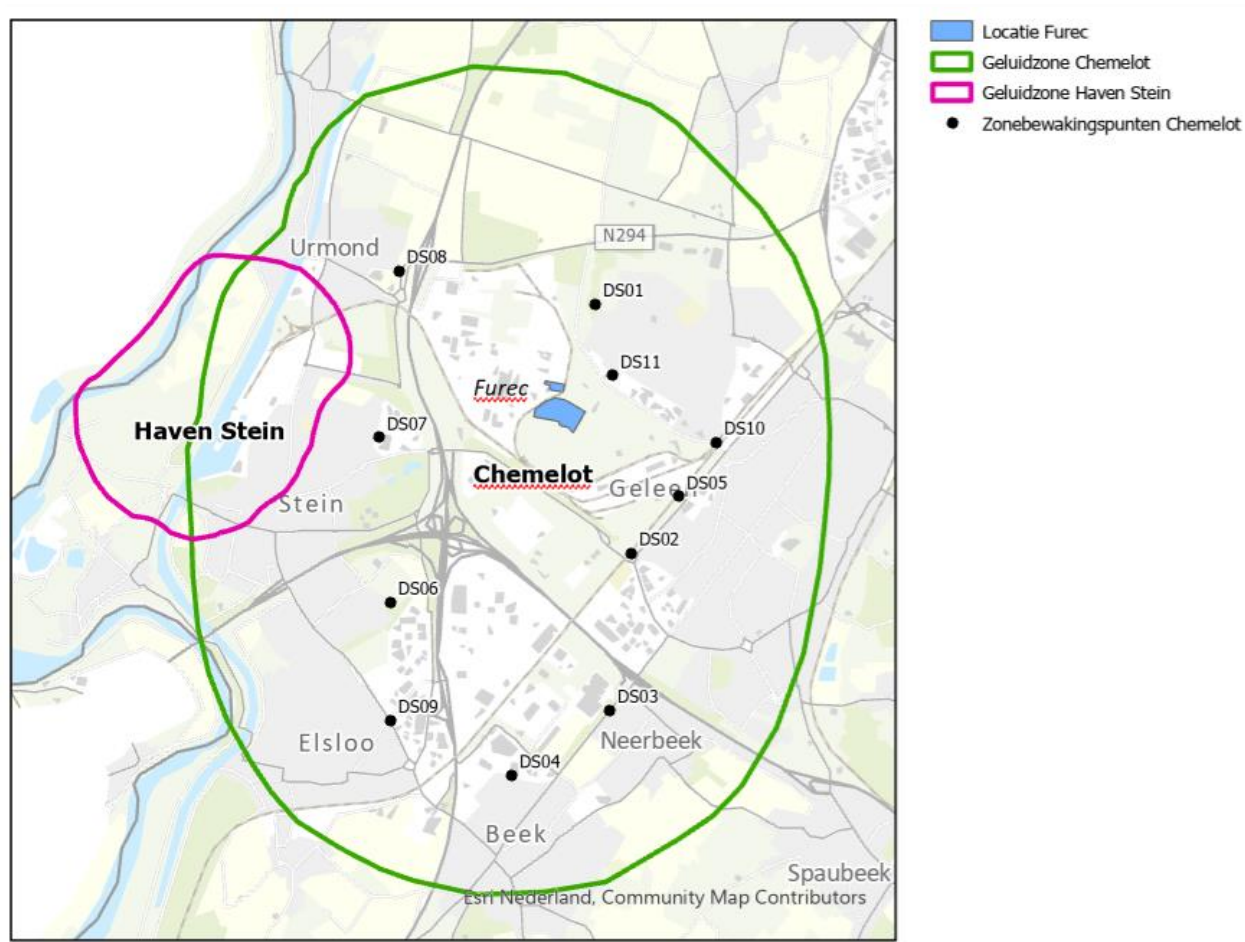 Locatie Furec
Geluidzone Chemelot
Geluidzone Haven Stein
Zonebewakingspunten Chemelot
N294
Urmond
DS08
DS01
DS11
Furec
Haven Stein
DS07
DS10
Chemelot
Geleen
DS05
Stein
DS02
DS06
DS03
DS09
Elsloo
Neerbeek
DS04
Beek
Spaubeek
Esri Nederland, Community Map Contributors